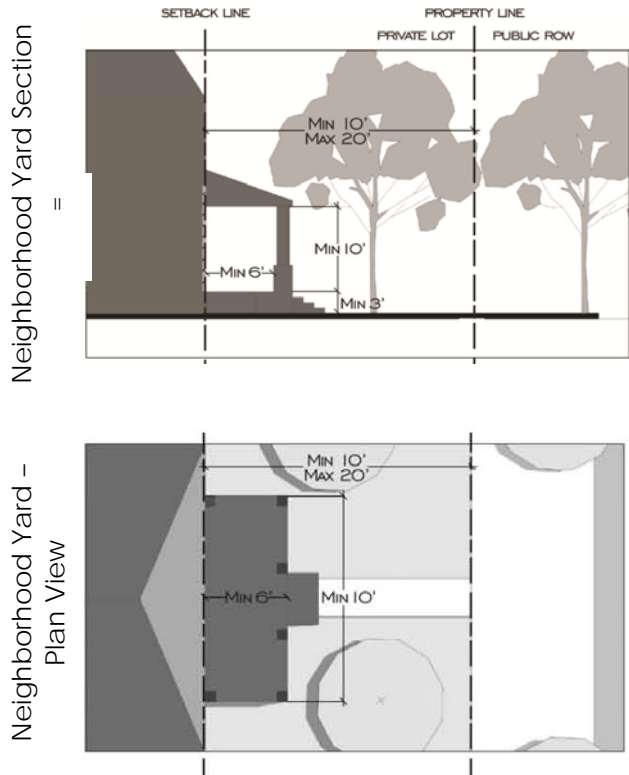 SETBACK LINE
PROPERTY LINE
PRIVATE LOT
PUBLIC ROW
Neighborhood Yard Section
=
MIN 10'
MAX 20'
MIN 10'
MIN 6'
MIN 3'
Neighborhood Yard –
Plan View
MIN 10'
MAX 20'
MIN 6'
MIN 10'